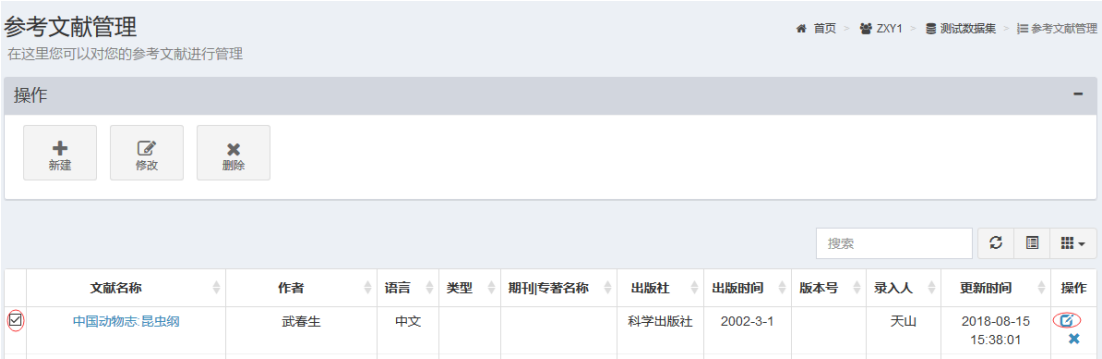 参考文献管理
首页 > ZXY1 > 测试数据集 > 参考文献管理
在这里您可以对您的参考文献进行管理
操作
新建 修改 删除
搜索
文献名称 作者 语言 类型 期刊|专著名称 出版社 出版时间 版本号 录入人 更新时间 操作
中国动物志:昆虫纲 武春生 中文 科学出版社 2002-3-1 天山 2018-08-15
15:38:01